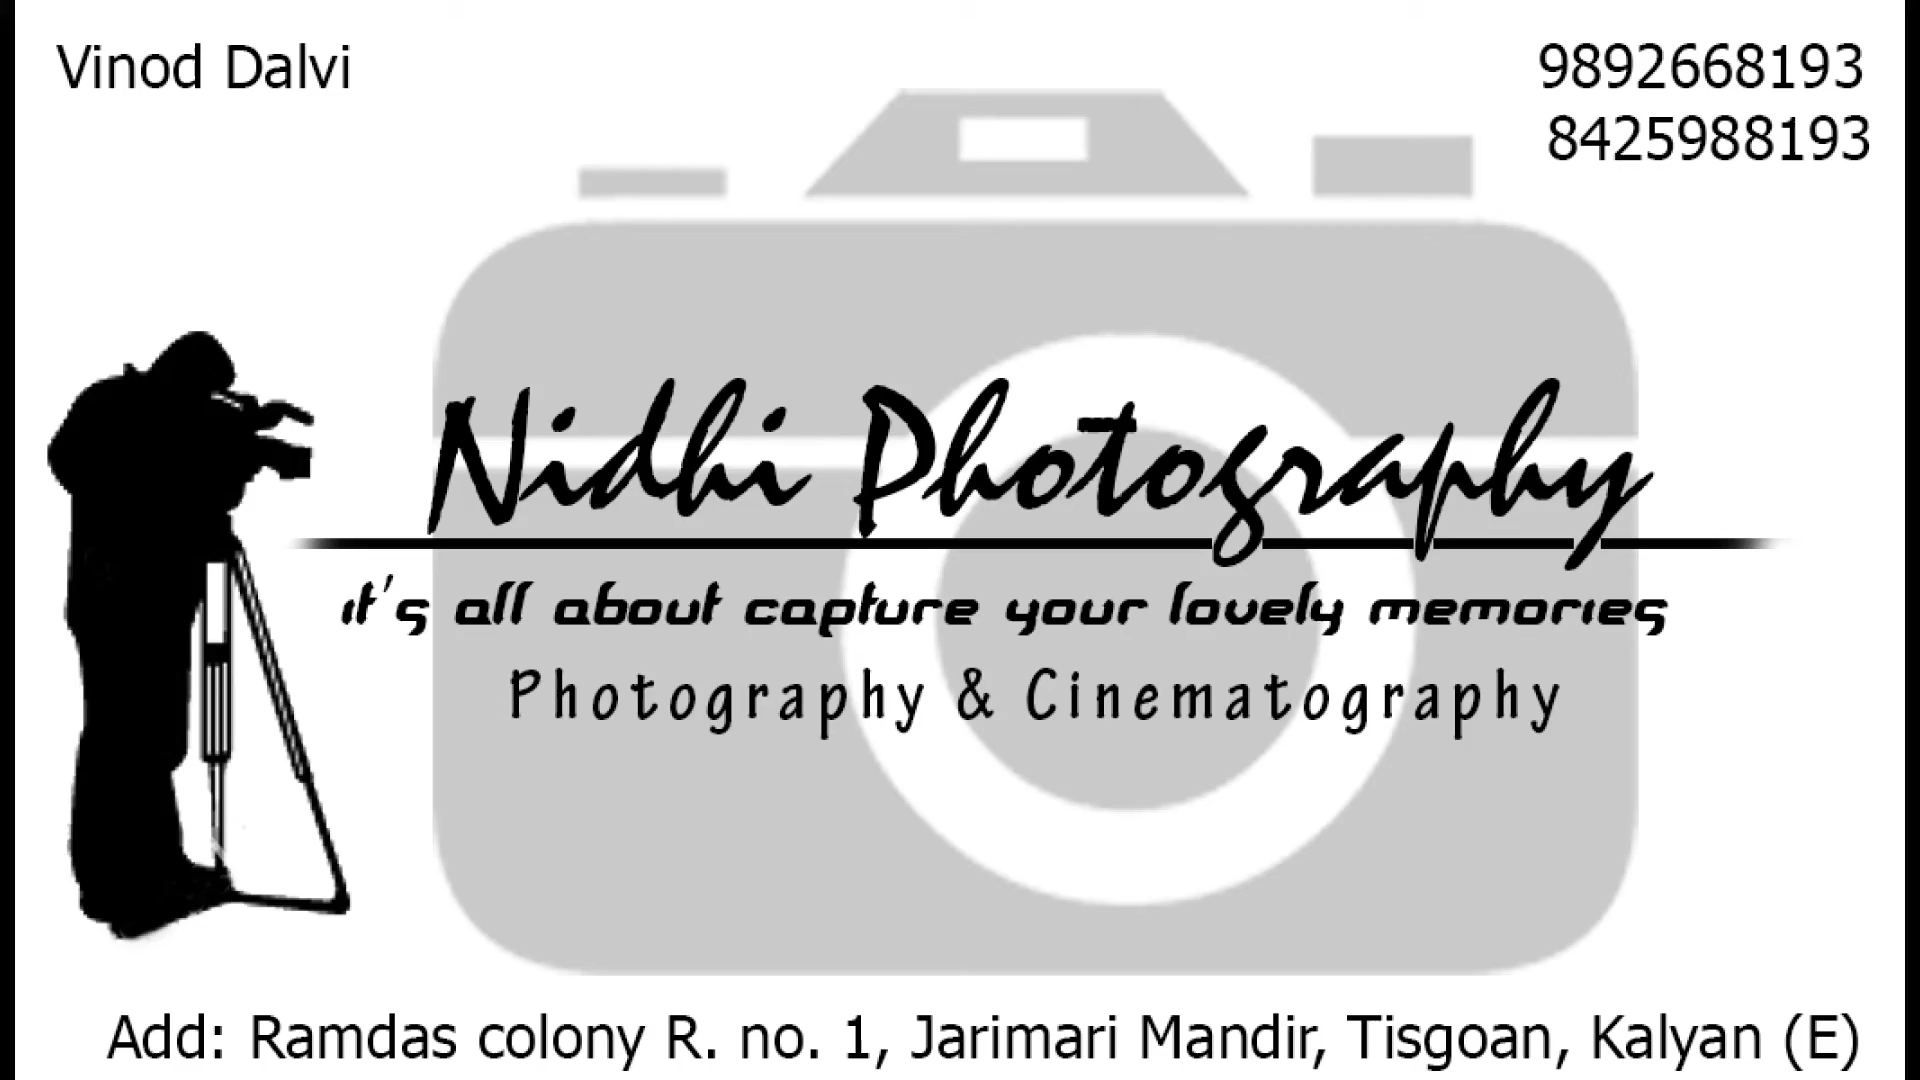 Vinod Dalvi
9892668193
8425988193
Nidhi Photography
it's all about capture your lovely memories
Photography & Cinematography
Add: Ramdas colony R. no. 1, Jarimari Mandir, Tisgoan, Kalyan (E)